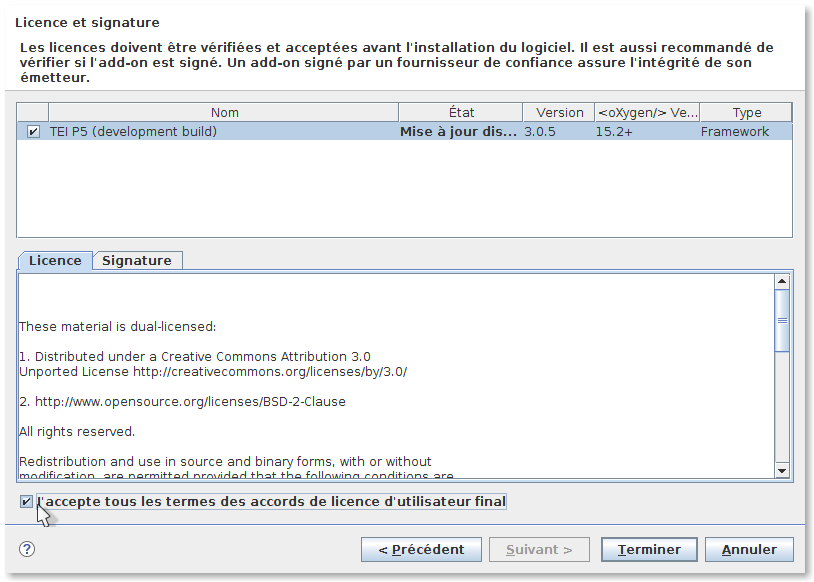 Licence et signature
Les licences doivent être vérifiées et acceptées avant l'installation du logiciel. Il est aussi recommandé de
vérifier si l'add-on est signé. Un add-on signé par un fournisseur de confiance assure l'intégrité de son
émetteur.
Nom État Version <oXygen/> Ve... Type
TEI P5 (development build) Mise à jour dis... 3.0.5 15.2+ Framework
Licence Signature
These material is dual-licensed:
1. Distributed under a Creative Commons Attribution 3.0
Unported License http://creativecommons.org/licenses/by/3.0/
2. http://www.opensource.org/licenses/BSD-2-Clause
All rights reserved.
Redistribution and use in source and binary forms, with or without
modification, are permitted provided that the following conditions are
J'accepte tous les termes des accords de licence d'utilisateur final
? < Précédent Suivant > Terminer Annuler